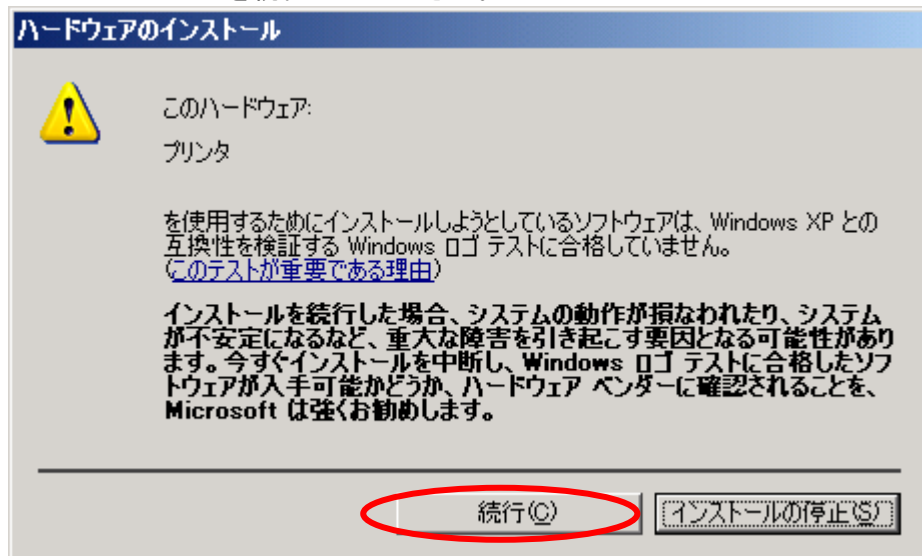 ハードウェアのインストール
このハードウェア:
プリンタ
を使用するためにインストールしようとしているソフトウェアは、Windows XP との
互換性を検証する Windows ロゴ テストに合格していません。
(このテストが重要である理由)
インストールを続行した場合、システムの動作が損なわれたり、システム
が不安定になるなど、重大な障害を引き起こす要因となる可能性があり
ます。今すぐインストールを中断し、Windows ロゴ テストに合格したソフ
トウェアが入手可能かどうか、ハードウェア ベンダーに確認されることを、
Microsoft は強くお勧めします。
続行(C)
インストールの停止(S)